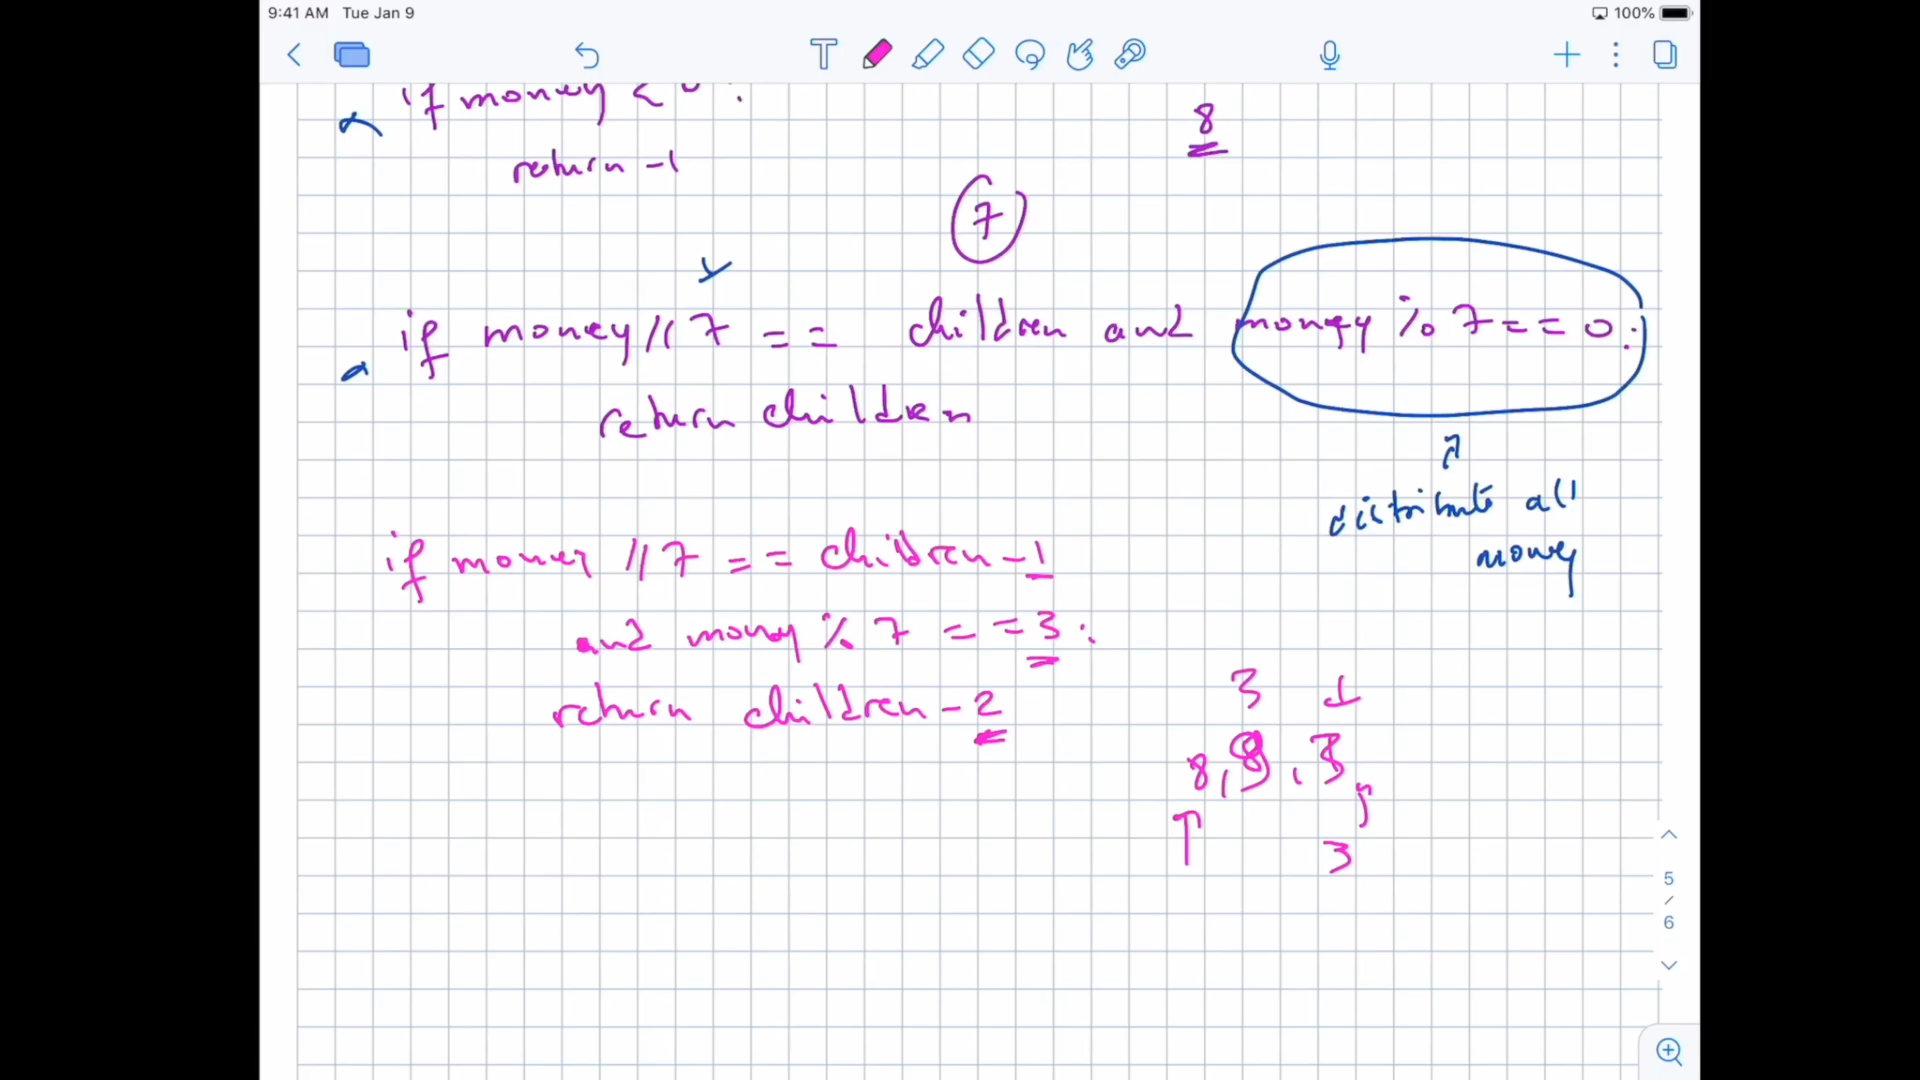 9:41 AM Tue Jan 9
100%
if money < 0 :
return -1
8
7
if money//7 == children and money % 7 == 0:
return children
distribute all
money
if money //7 == children-1
and money % 7 == 3:
return children-2
3 1
8, 8, 3
3
5
/
6